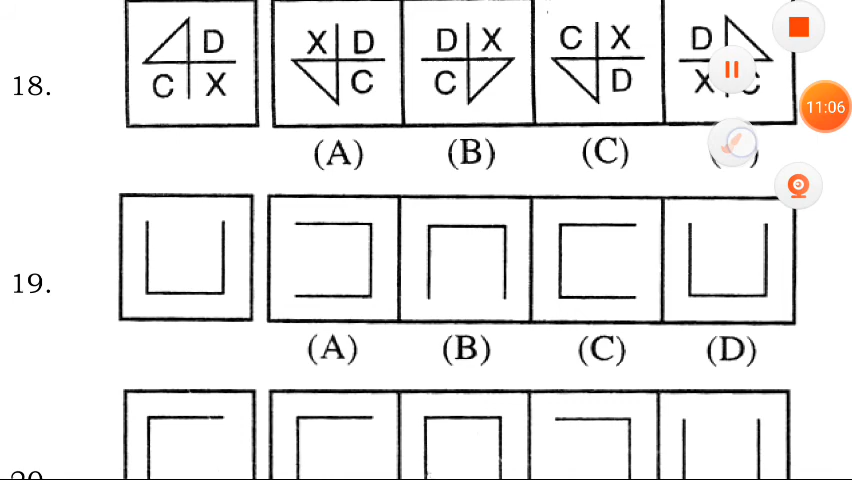 18.
D
C X
X D
C
D X
C
C X
D
D
X C
11:06
(A) (B) (C)
19.
(A) (B) (C) (D)